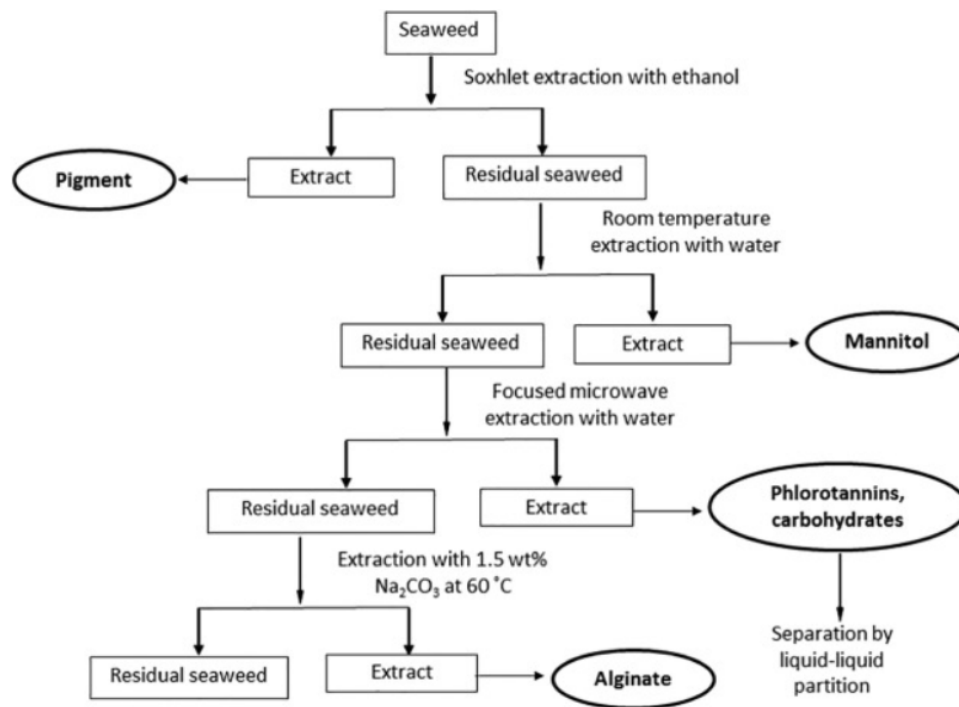 Seaweed
Soxhlet extraction with ethanol
Pigment
Extract
Residual seaweed
Room temperature
extraction with water
Residual seaweed
Extract
Mannitol
Focused microwave
extraction with water
Residual seaweed
Extract
Phlorotannins,
carbohydrates
Extraction with 1.5 wt%
Na₂CO₃ at 60 ˚C
Separation by
liquid-liquid
partition
Residual seaweed
Extract
Alginate